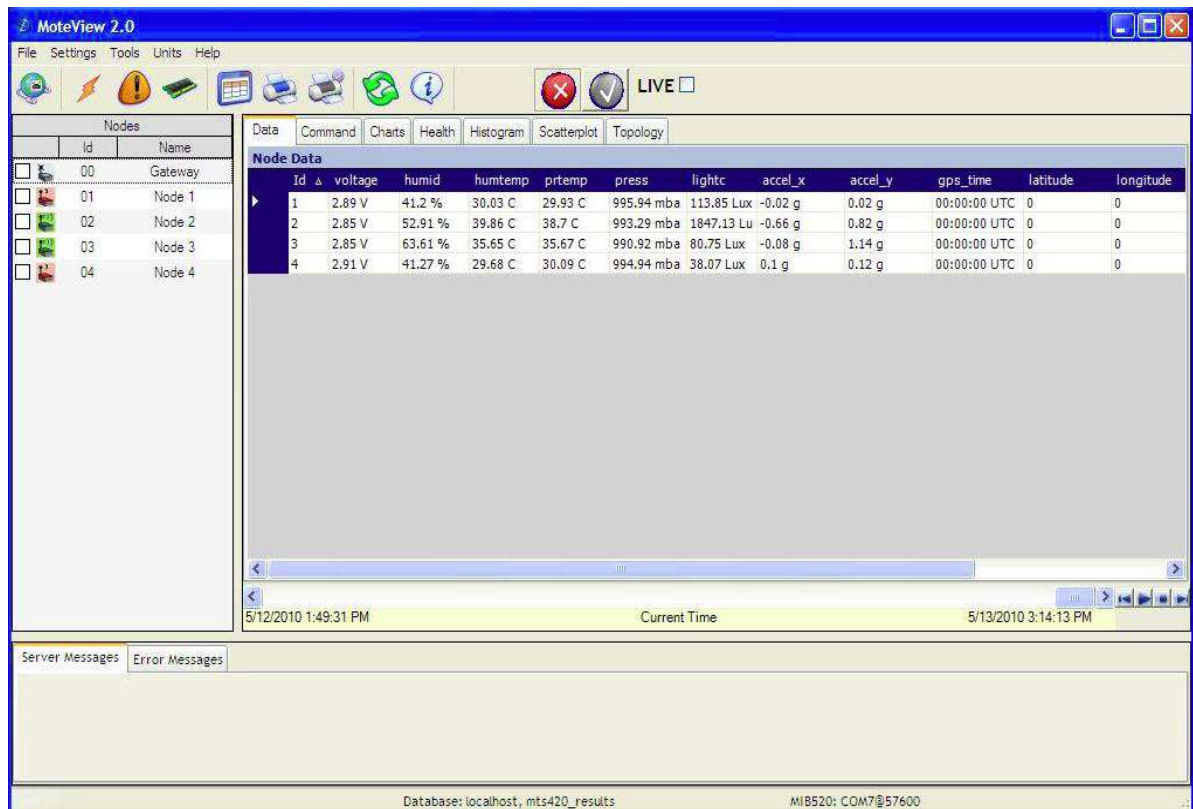 MoteView 2.0
File Settings Tools Units Help
LIVE
Nodes
Id Name
00 Gateway
01 Node 1
02 Node 2
03 Node 3
04 Node 4
Data Command Charts Health Histogram Scatterplot Topology
Node Data
Id voltage humid humtemp prtemp press lightc accel_x accel_y gps_time latitude longitude
1 2.89 V 41.2 % 30.03 C 29.93 C 995.94 mba 113.85 Lux -0.02 g 0.02 g 00:00:00 UTC 0 0
2 2.85 V 52.91 % 39.86 C 38.7 C 993.29 mba 1847.13 Lu -0.66 g 0.82 g 00:00:00 UTC 0 0
3 2.85 V 63.61 % 35.65 C 35.67 C 990.92 mba 80.75 Lux -0.08 g 1.14 g 00:00:00 UTC 0 0
4 2.91 V 41.27 % 29.68 C 30.09 C 994.94 mba 38.07 Lux 0.1 g 0.12 g 00:00:00 UTC 0 0
5/12/2010 1:49:31 PM Current Time 5/13/2010 3:14:13 PM
Server Messages Error Messages
Database: localhost, mts420_results MIB520: COM7@57600